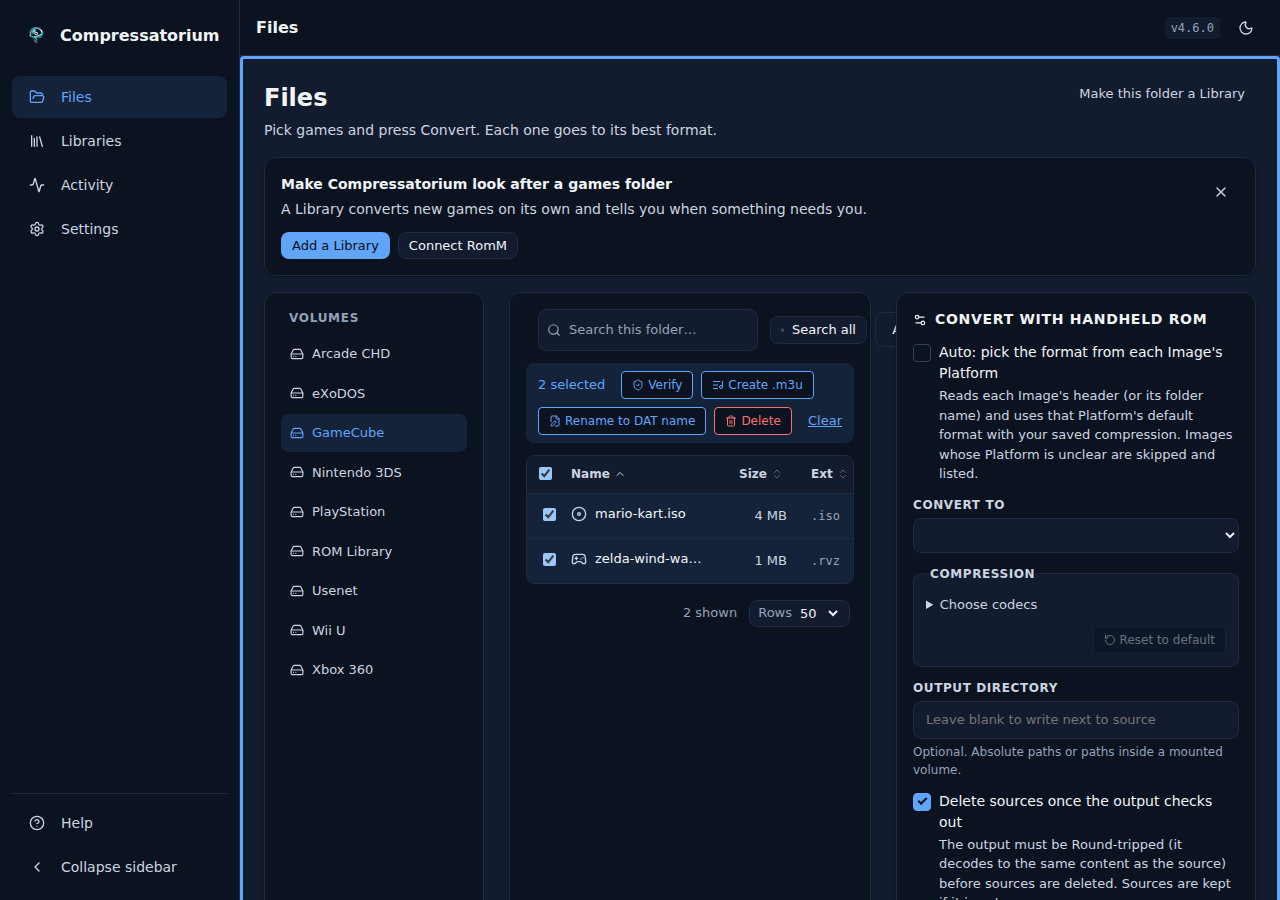 Compressatorium
Files
v4.6.0
Files
Libraries
Activity
Settings
Help
Collapse sidebar
Files
Make this folder a Library
Pick games and press Convert. Each one goes to its best format.
Make Compressatorium look after a games folder
A Library converts new games on its own and tells you when something needs you.
Add a Library
Connect RomM
VOLUMES
Arcade CHD
eXoDOS
GameCube
Nintendo 3DS
PlayStation
ROM Library
Usenet
Wii U
Xbox 360
Search this folder…
Search all
2 selected
Verify
Create .m3u
Rename to DAT name
Delete
Clear
Name
Size
Ext
mario-kart.iso
4 MB
.iso
zelda-wind-wa…
1 MB
.rvz
2 shown
Rows 50
CONVERT WITH HANDHELD ROM
Auto: pick the format from each Image's
Platform
Reads each Image's header (or its folder
name) and uses that Platform's default
format with your saved compression. Images
whose Platform is unclear are skipped and
listed.
CONVERT TO
COMPRESSION
Choose codecs
Reset to default
OUTPUT DIRECTORY
Leave blank to write next to source
Optional. Absolute paths or paths inside a mounted
volume.
Delete sources once the output checks
out
The output must be Round-tripped (it
decodes to the same content as the source)
before sources are deleted. Sources are kept